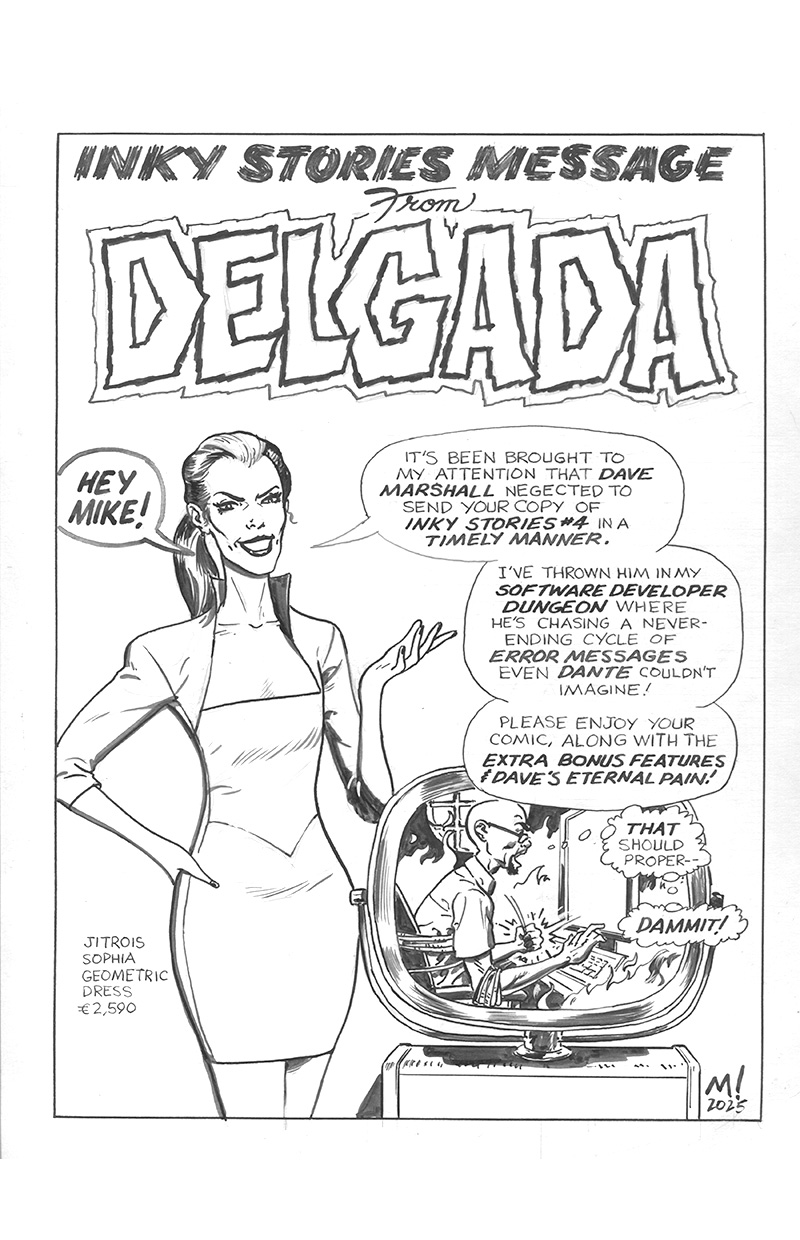 INKY STORIES MESSAGE
From
DELGADA
HEY
MIKE!
IT'S BEEN BROUGHT TO
MY ATTENTION THAT DAVE
MARSHALL NEGECTED TO
SEND YOUR COPY OF
INKY STORIES #4 IN A
TIMELY MANNER.
I'VE THROWN HIM IN MY
SOFTWARE DEVELOPER
DUNGEON WHERE
HE'S CHASING A NEVER-
ENDING CYCLE OF
ERROR MESSAGES
EVEN DANTE COULDN'T
IMAGINE!
PLEASE ENJOY YOUR
COMIC, ALONG WITH THE
EXTRA BONUS FEATURES
& DAVE'S ETERNAL PAIN!
THAT
SHOULD
PROPER--
DAMMIT!
JITROIS
SOPHIA
GEOMETRIC
DRESS
€2,590
M!
2025